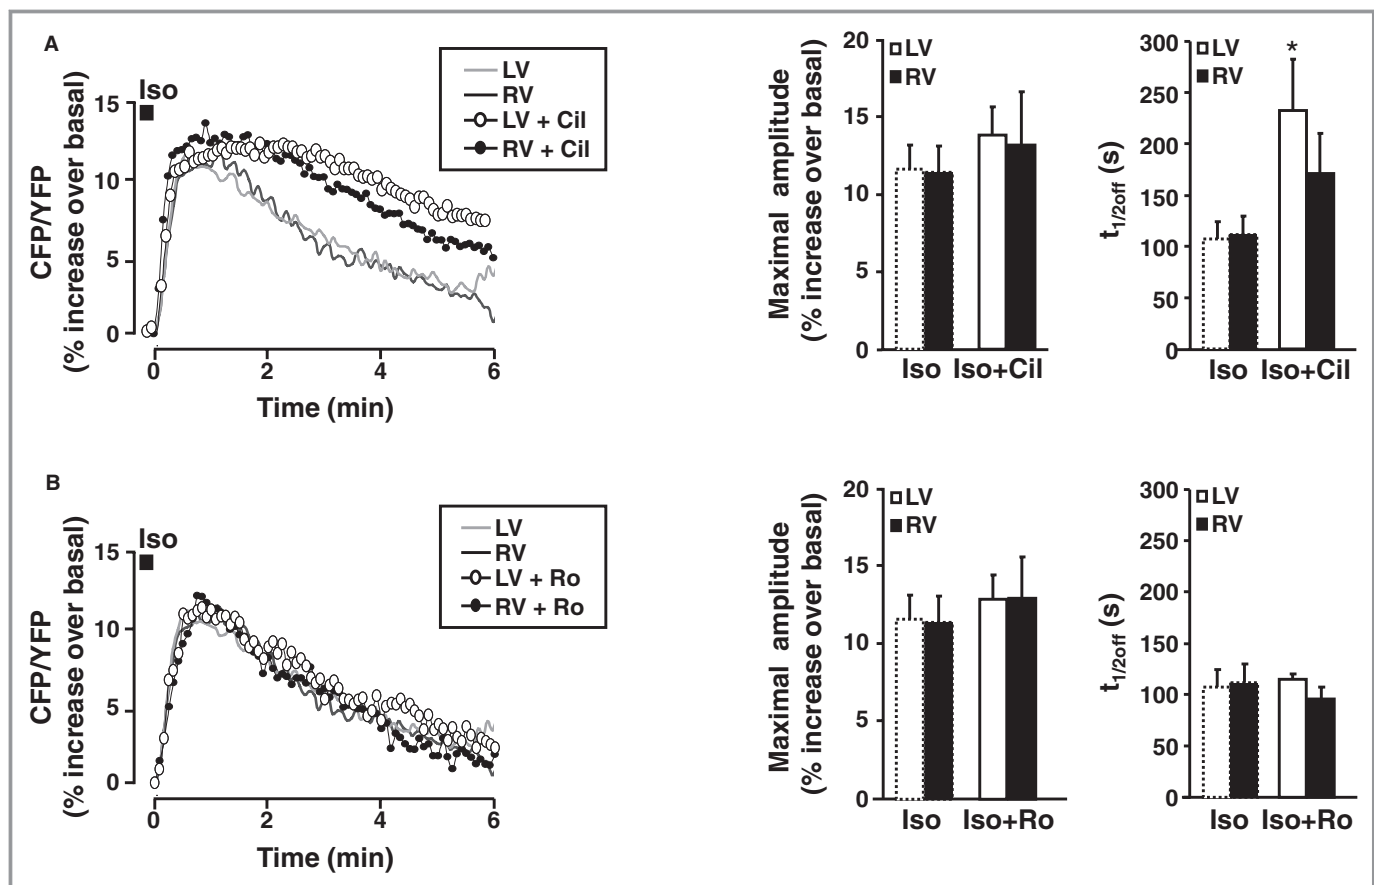 A
Iso
LV
RV
LV + Cil
RV + Cil
CFP/YFP
(% increase over basal)
15
10
5
0
0 2 4 6
Time (min)
Maximal amplitude
(% increase over basal)
20
15
10
5
0
LV
RV
Iso Iso+Cil
t1/2off (s)
300
250
200
150
100
50
0
LV
RV
*
Iso Iso+Cil
B
Iso
LV
RV
LV + Ro
RV + Ro
CFP/YFP
(% increase over basal)
15
10
5
0
0 2 4 6
Time (min)
Maximal amplitude
(% increase over basal)
20
15
10
5
0
LV
RV
Iso Iso+Ro
t1/2off (s)
300
250
200
150
100
50
0
LV
RV
Iso Iso+Ro